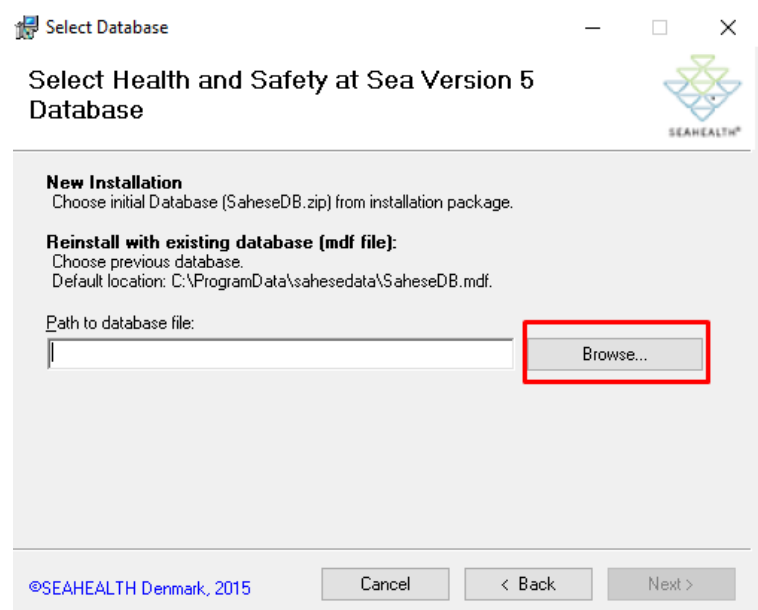 Select Database
Select Health and Safety at Sea Version 5
Database
SEAHEALTH®
New Installation
Choose initial Database (SaheseDB.zip) from installation package.
Reinstall with existing database (mdf file):
Choose previous database.
Default location: C:\ProgramData\sahesedata\SaheseDB.mdf.
Path to database file:
Browse...
©SEAHEALTH Denmark, 2015
Cancel
< Back
Next >